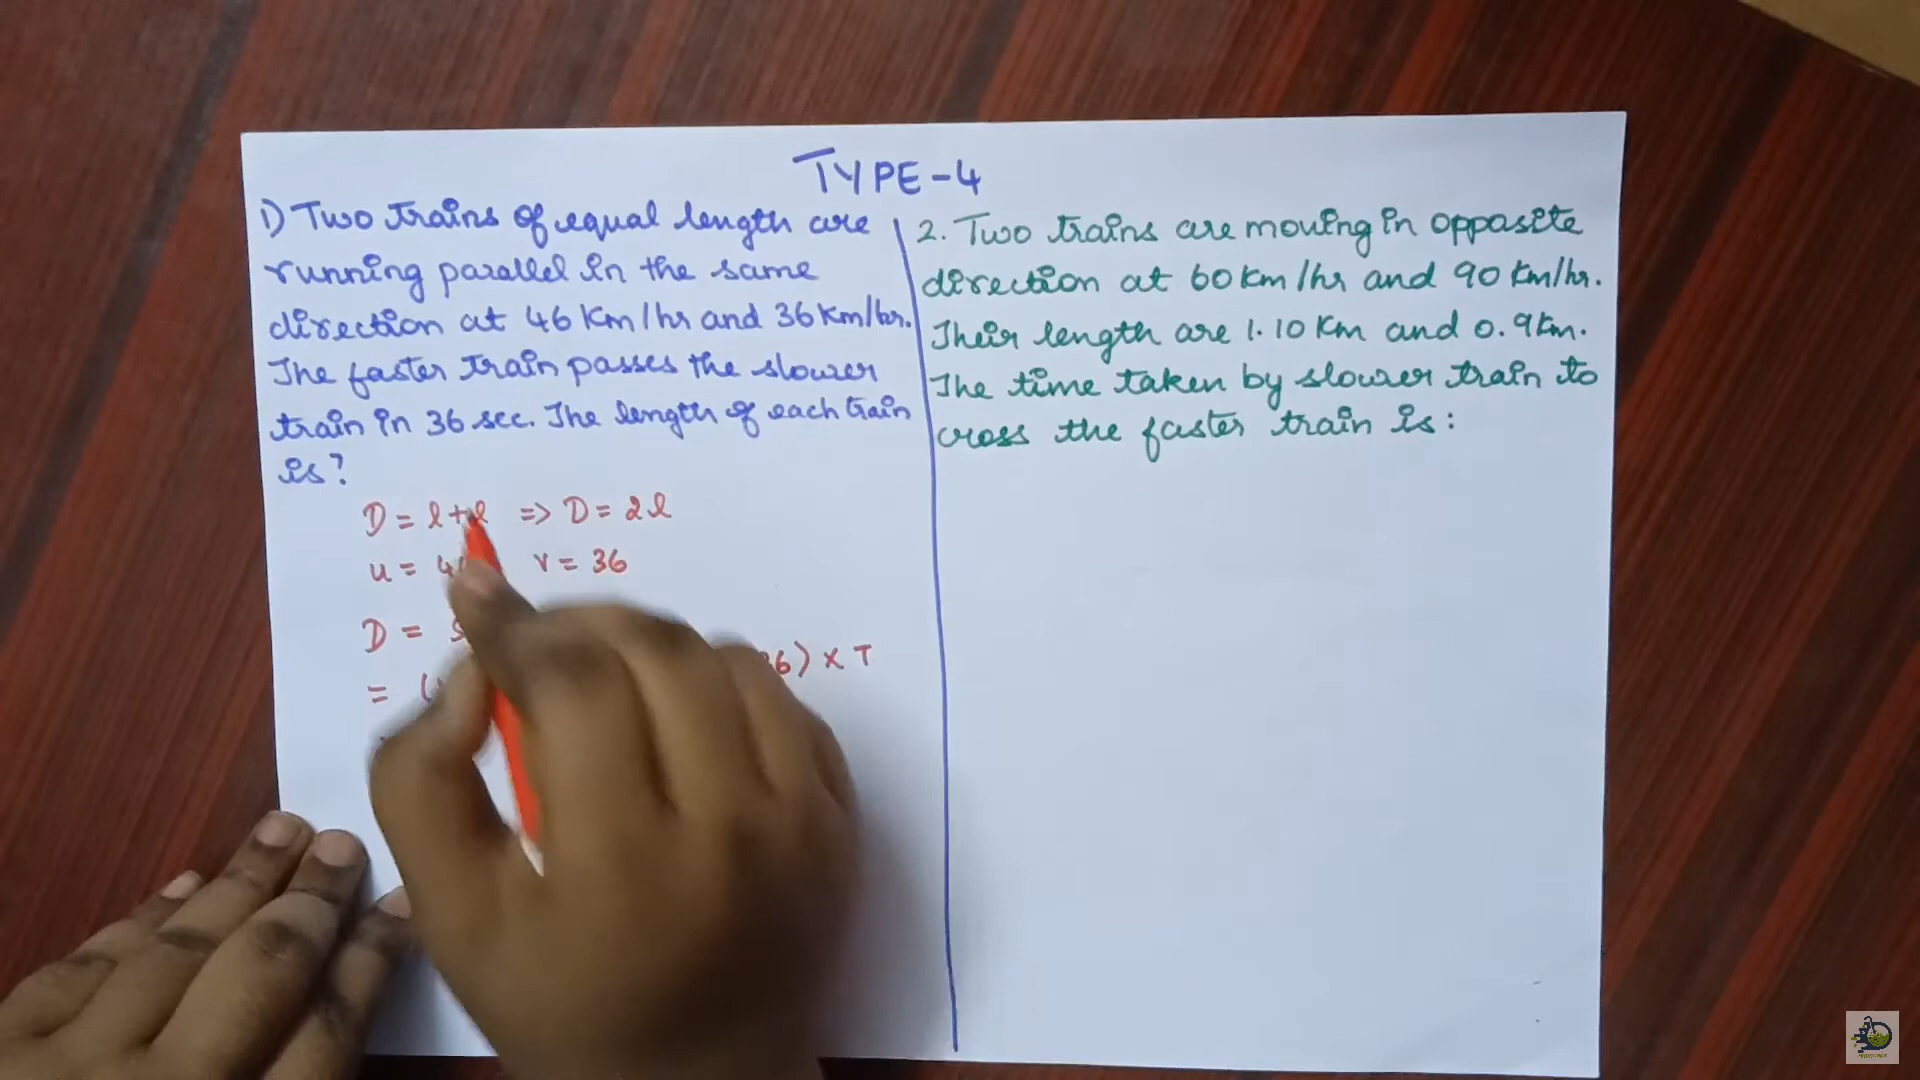 TYPE-4
1) Two trains of equal length are
running parallel in the same
direction at 46 Km/hr and 36 Km/hr.
The faster train passes the slower
train in 36 sec. The length of each train
is?
D = l+l => D = 2l
u = v = 36
D =
=
) X T
2. Two trains are moving in opposite
direction at 60 km/hr and 90 km/hr.
Their length are 1.10 Km and 0.9 Km.
The time taken by slower train to
cross the faster train is: